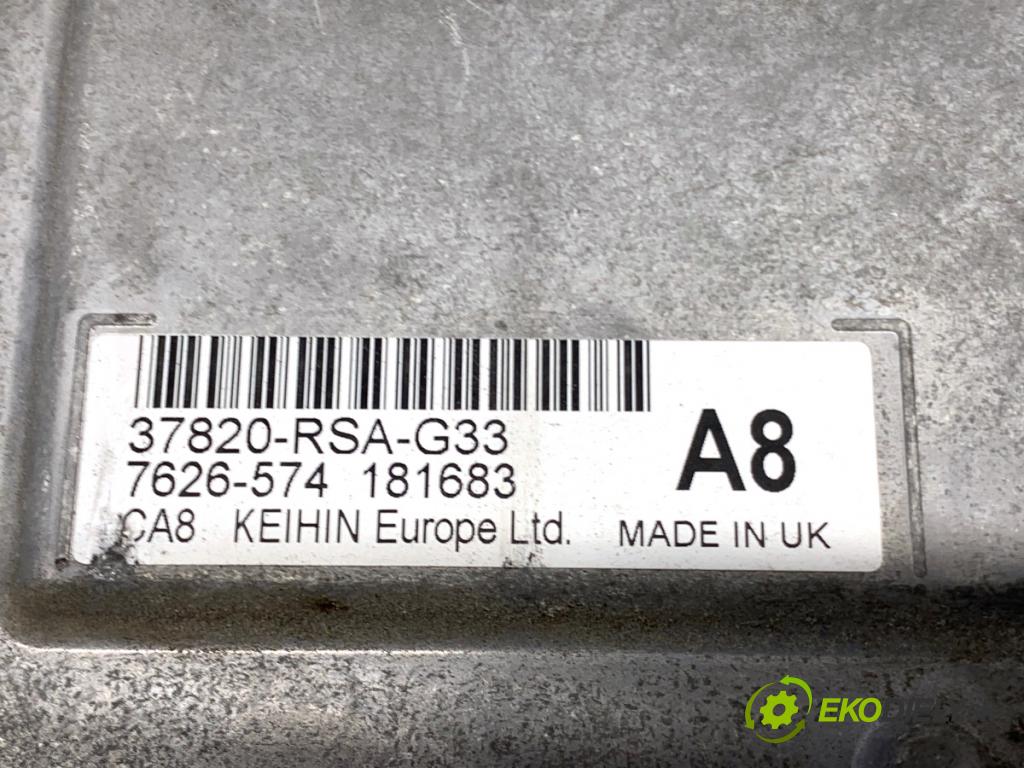 37820-RSA-G33
7626-574 181683
A8
CA8 KEIHIN Europe Ltd. MADE IN UK
EKO